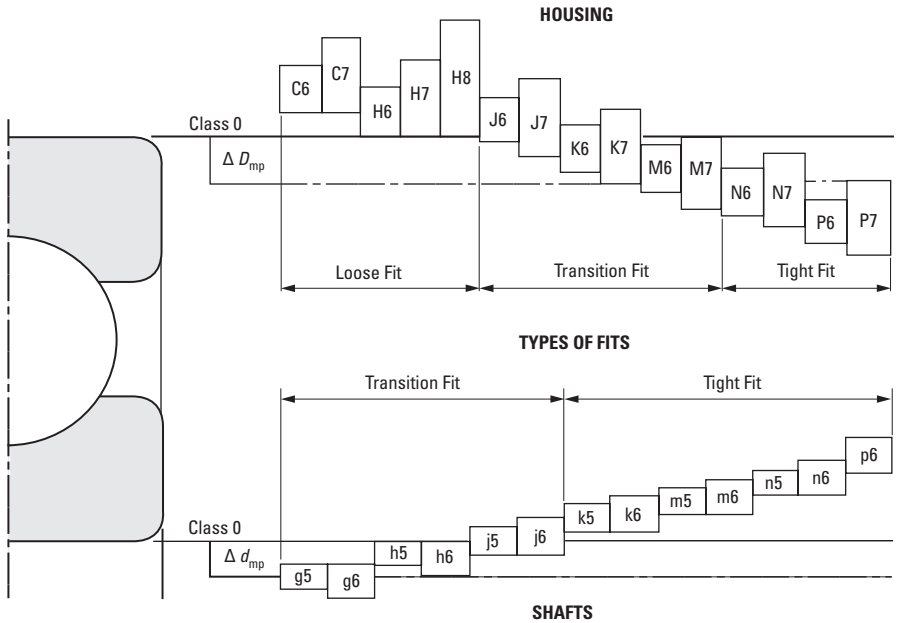 HOUSING
C6 C7 H6 H7 H8 J6 J7 K6 K7 M6 M7 N6 N7 P6 P7
Class 0
Δ Dmp
Loose Fit Transition Fit Tight Fit
TYPES OF FITS
Transition Fit Tight Fit
g5 g6 h5 h6 j5 j6 k5 k6 m5 m6 n5 n6 p6
Class 0
Δ dmp
SHAFTS